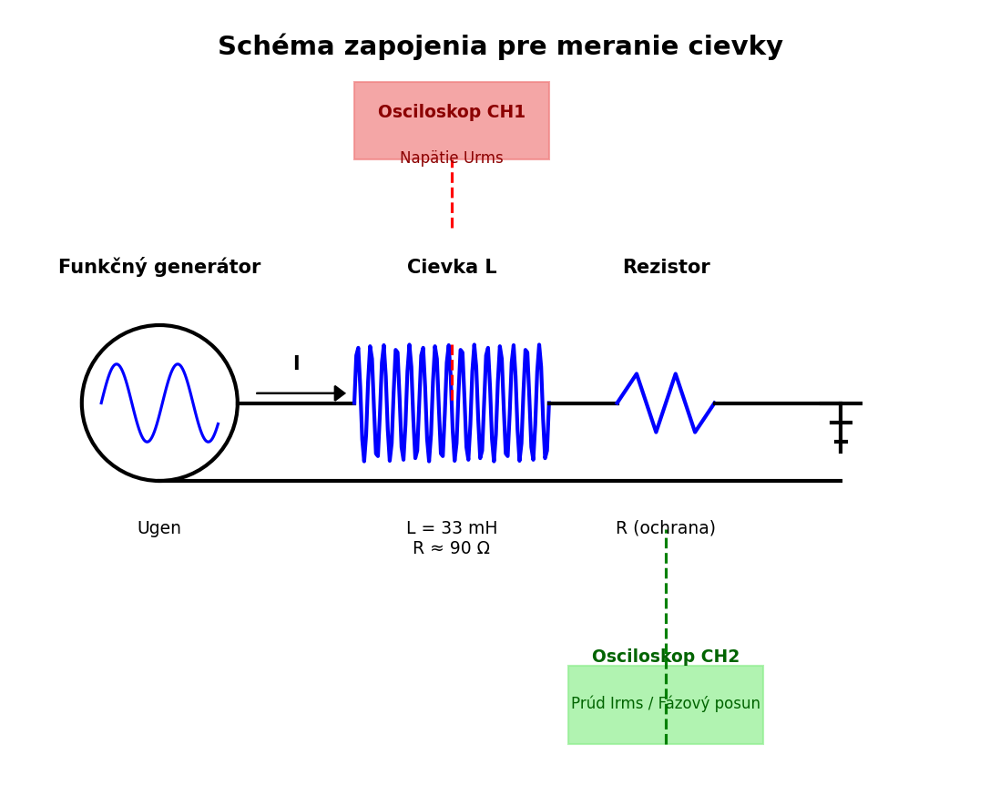 Schéma zapojenia pre meranie cievky
Osciloskop CH1
Napätie Urms
Funkčný generátor
Cievka L
Rezistor
I
Ugen
L = 33 mH
R ≈ 90 Ω
R (ochrana)
Osciloskop CH2
Prúd Irms / Fázový posun